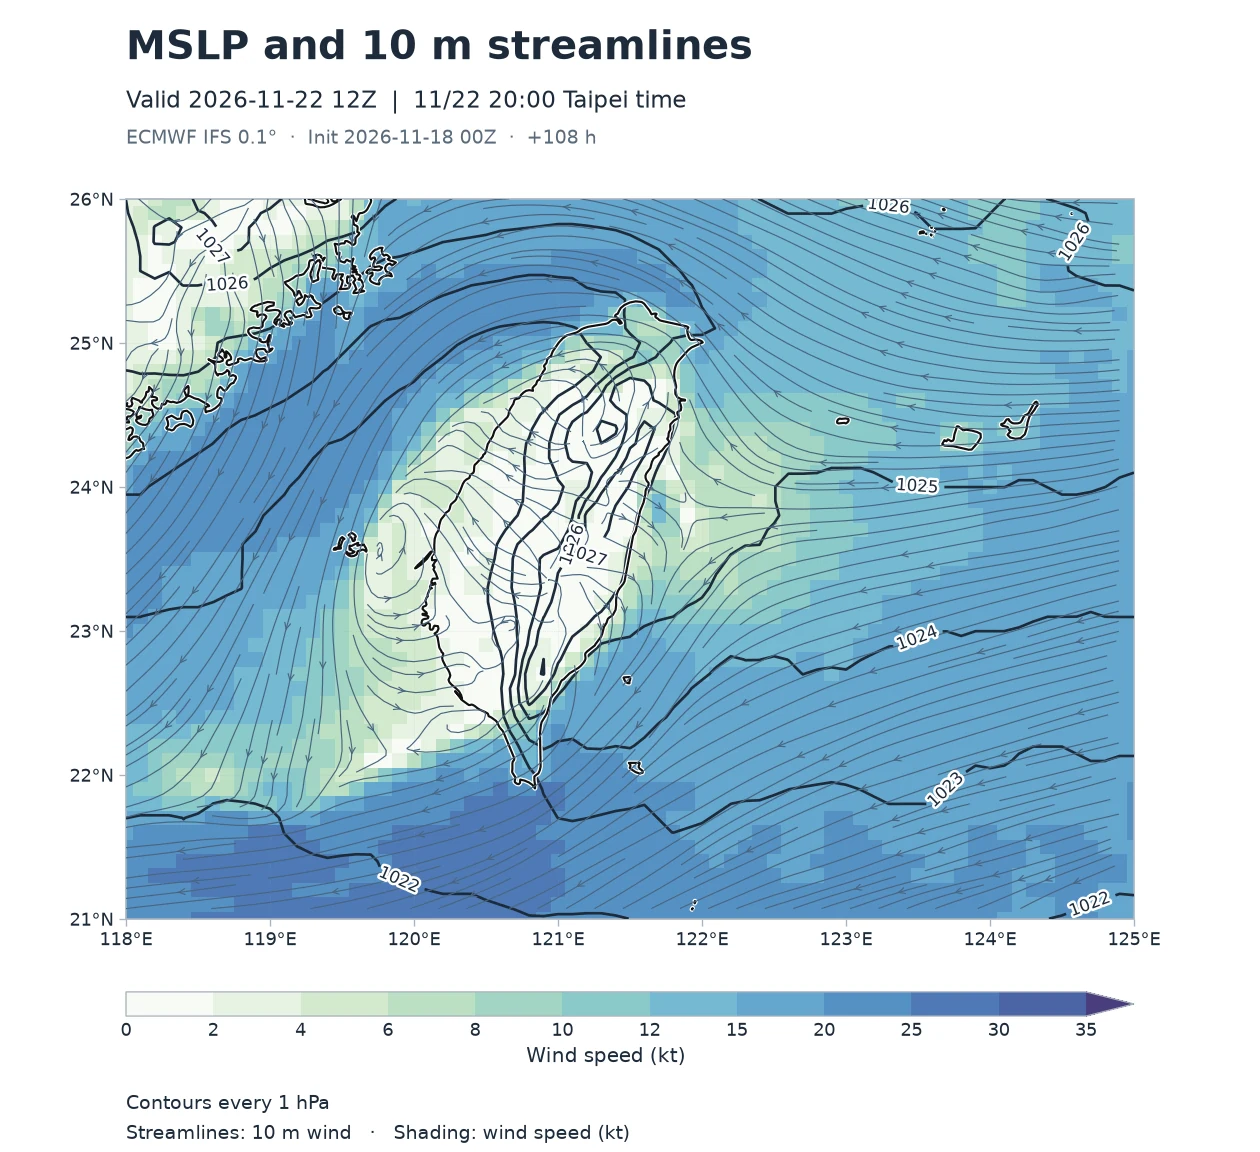 MSLP and 10 m streamlines
Valid 2026-11-22 12Z | 11/22 20:00 Taipei time
ECMWF IFS 0.1° · Init 2026-11-18 00Z · +108 h
26°N
25°N
24°N
23°N
22°N
21°N
1026
1027
1026
1026
1025
1026
1027
1024
1023
1022
1022
118°E 119°E 120°E 121°E 122°E 123°E 124°E 125°E
0 2 4 6 8 10 12 15 20 25 30 35
Wind speed (kt)
Contours every 1 hPa
Streamlines: 10 m wind · Shading: wind speed (kt)